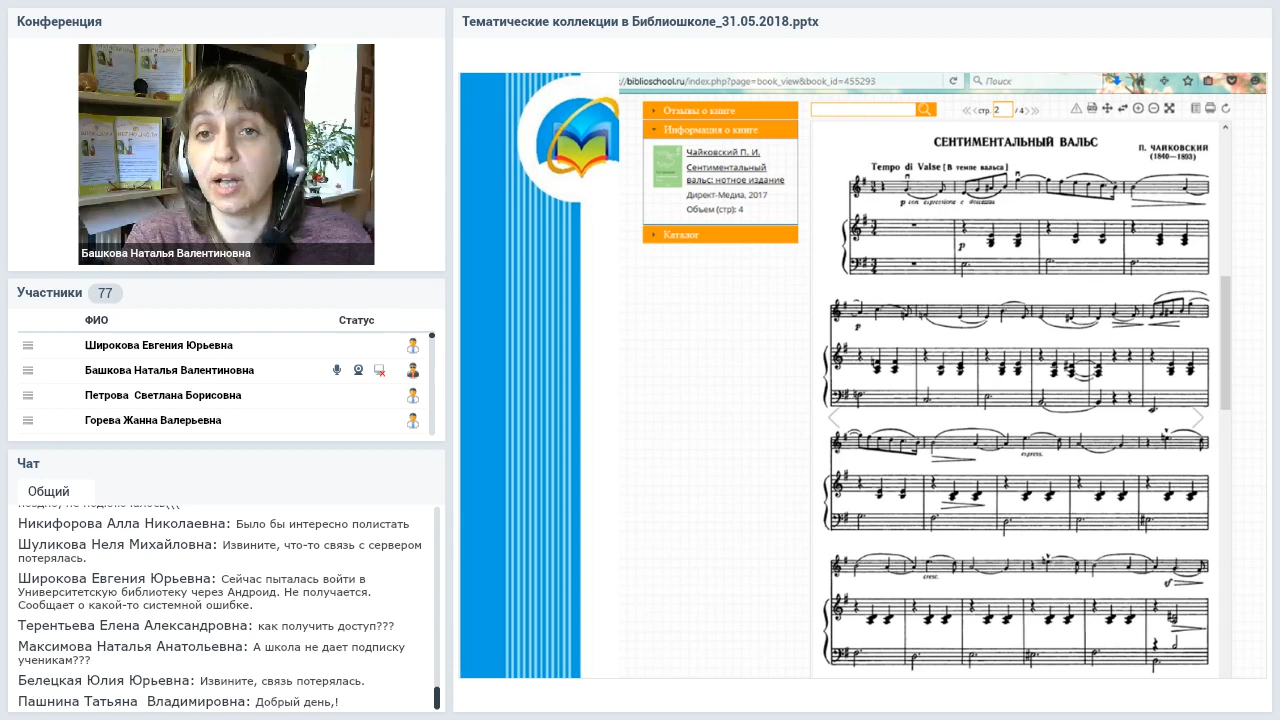 Конференция
Башкова Наталья Валентиновна
Участники 77
ФИО Статус
Широкова Евгения Юрьевна
Башкова Наталья Валентиновна
Петрова Светлана Борисовна
Горева Жанна Валерьевна
Чат
Общий
Никифорова Алла Николаевна: Было бы интересно полистать
Шуликова Неля Михайловна: Извините, что-то связь с сервером
потерялась.
Широкова Евгения Юрьевна: Сейчас пыталась войти в
Университетскую библиотеку через Андроид. Не получается.
Сообщает о какой-то системной ошибке.
Терентьева Елена Александровна: как получить доступ???
Максимова Наталья Анатольевна: А школа не дает подписку
ученикам???
Белецкая Юлия Юрьевна: Извините, связь потерялась.
Пашнина Татьяна Владимировна: Добрый день,!
Тематические коллекции в Библиошколе_31.05.2018.pptx
://biblioschool.ru/index.php?page=book_view&book_id=455293
Поиск
Отзывы о книге
Информация о книге
Чайковский П. И.
Сентиментальный
вальс: нотное издание
Директ-Медиа, 2017
Объем (стр): 4
Каталог
стр. 2 / 4
СЕНТИМЕНТАЛЬНЫЙ ВАЛЬС
П. ЧАЙКОВСКИЙ
(1840—1893)
Tempo di Valse [В темпе вальса]
p con espressione e dolcezza
p
p
espress.
cresc.
sf